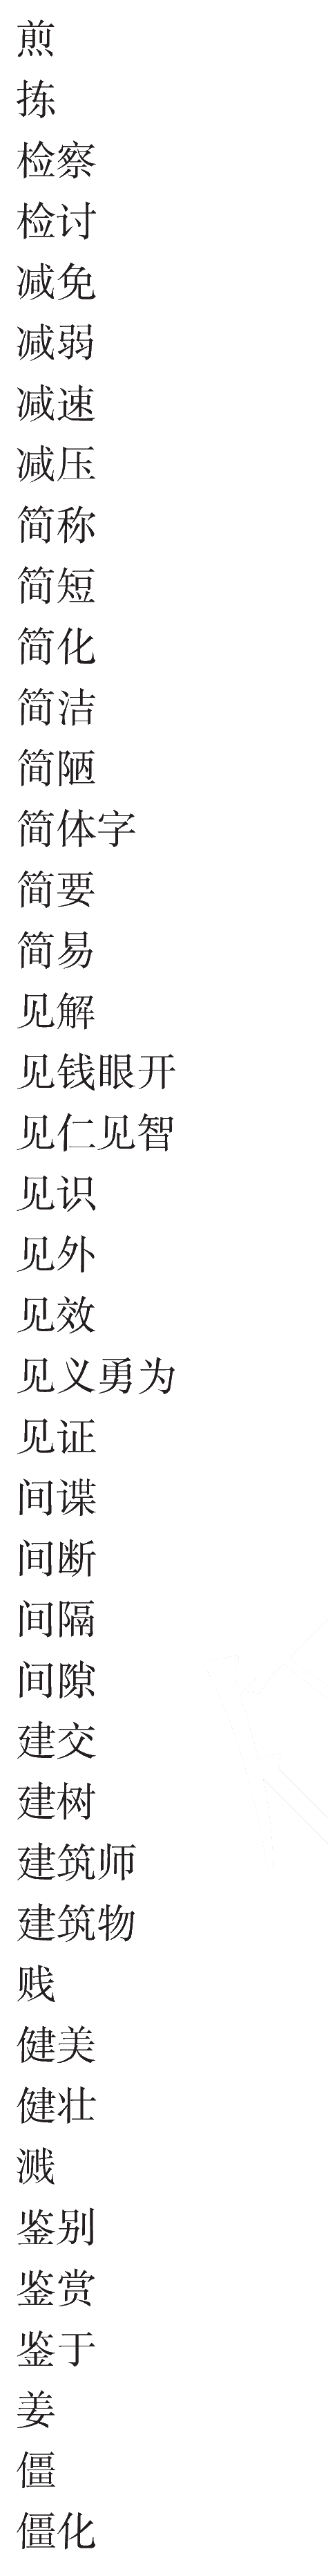 煎
拣
检察
检讨
减免
减弱
减速
减压
简称
简短
简化
简洁
简陋
简体字
简要
简易
见解
见钱眼开
见仁见智
见识
见外
见效
见义勇为
见证
间谍
间断
间隔
间隙
建交
建树
建筑师
建筑物
贱
健美
健壮
溅
鉴别
鉴赏
鉴于
姜
僵
僵化